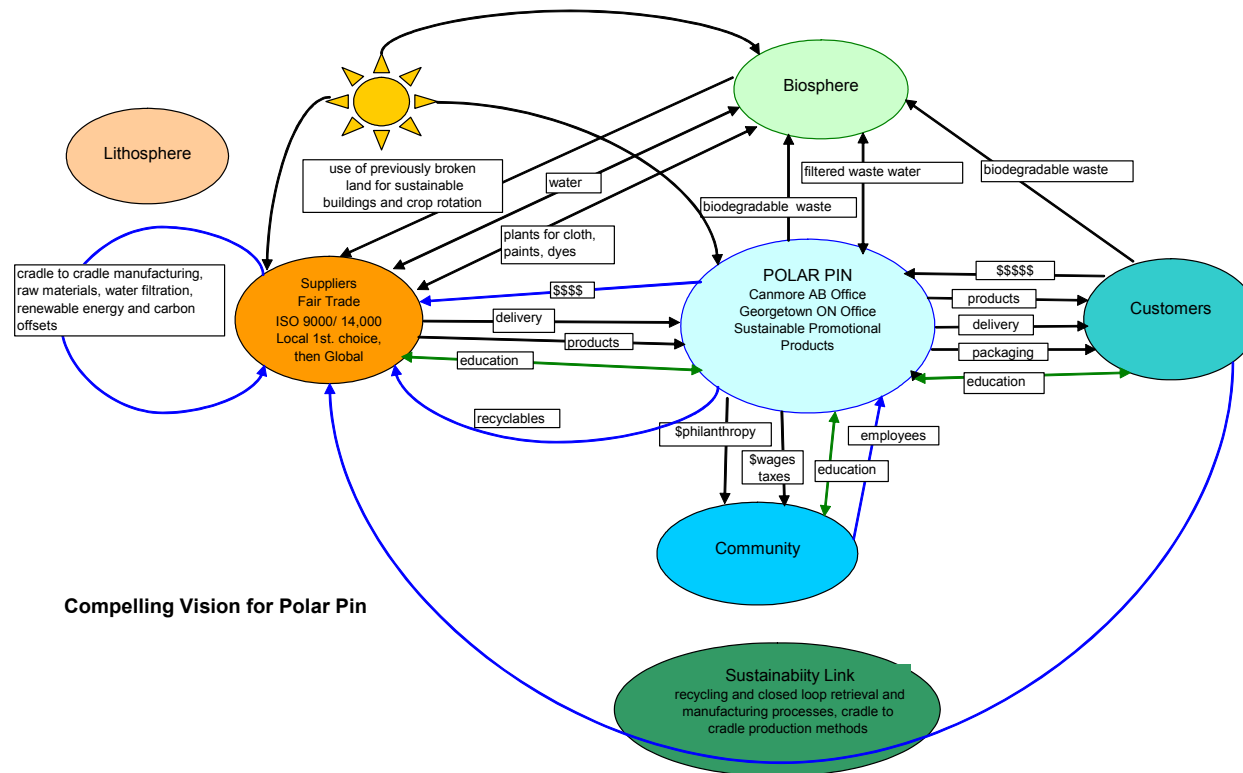 Biosphere
Lithosphere
use of previously broken
land for sustainable
buildings and crop rotation
water
filtered waste water
biodegradable waste
biodegradable  waste
plants for cloth,
paints, dyes
cradle to cradle manufacturing,
raw materials, water filtration,
renewable energy and carbon
offsets
Suppliers
Fair Trade
ISO 9000/ 14,000
Local 1st. choice,
then Global
$$$$
delivery
products
education
POLAR PIN
Canmore AB Office
Georgetown ON Office
Sustainable Promotional
Products
$$$$$
products
delivery
packaging
education
Customers
recyclables
$philanthropy
$wages
taxes
education
employees
Community
Compelling Vision for Polar Pin
Sustainabiity Link
recycling and closed loop retrieval and
manufacturing processes, cradle to
cradle production methods